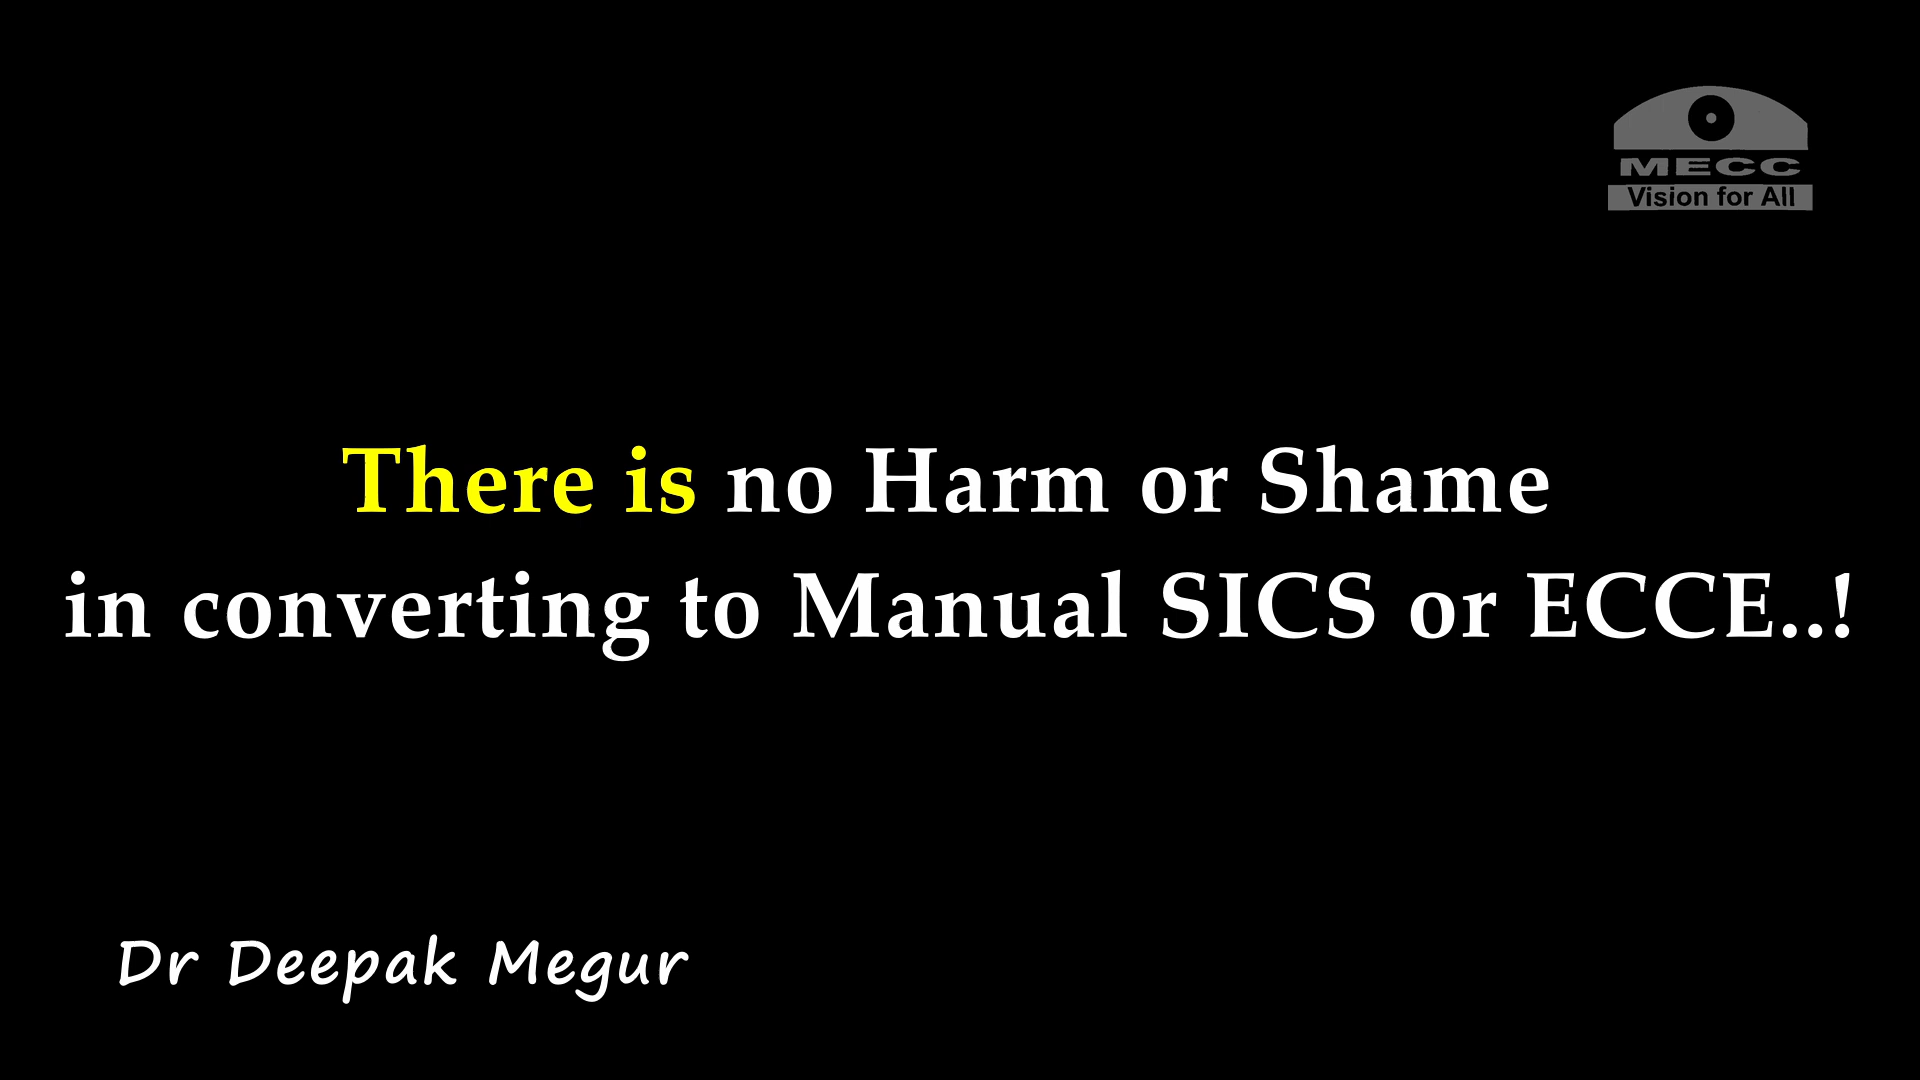 MECC
Vision for All
There is no Harm or Shame
in converting to Manual SICS or ECCE..!
Dr Deepak Megur